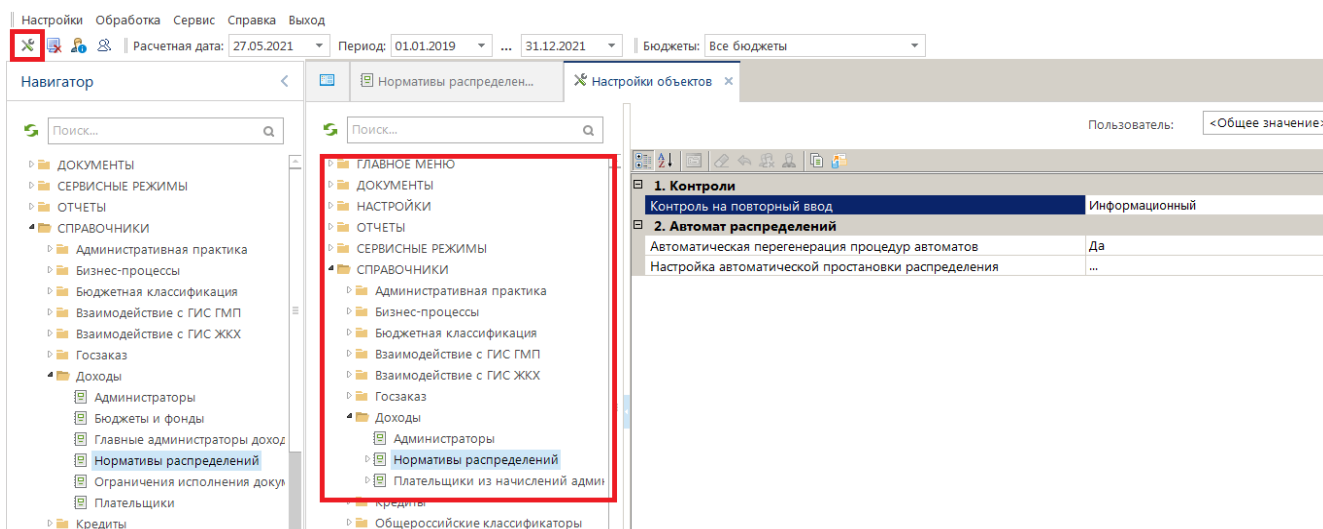 Настройки Обработка Сервис Справка Выход
Расчетная дата: 27.05.2021 Период: 01.01.2019 ... 31.12.2021 Бюджеты: Все бюджеты
Навигатор
Поиск...
ДОКУМЕНТЫ
СЕРВИСНЫЕ РЕЖИМЫ
ОТЧЕТЫ
СПРАВОЧНИКИ
Административная практика
Бизнес-процессы
Бюджетная классификация
Взаимодействие с ГИС ГМП
Взаимодействие с ГИС ЖКХ
Госзаказ
Доходы
Администраторы
Бюджеты и фонды
Главные администраторы доход
Нормативы распределений
Ограничения исполнения докум
Плательщики
Кредиты
Нормативы распределен...
Настройки объектов
Поиск...
ГЛАВНОЕ МЕНЮ
ДОКУМЕНТЫ
НАСТРОЙКИ
ОТЧЕТЫ
СЕРВИСНЫЕ РЕЖИМЫ
СПРАВОЧНИКИ
Административная практика
Бизнес-процессы
Бюджетная классификация
Взаимодействие с ГИС ГМП
Взаимодействие с ГИС ЖКХ
Госзаказ
Доходы
Администраторы
Нормативы распределений
Плательщики из начислений админ
Кредиты
Общероссийские классификаторы
Пользователь: <Общее значение>
1. Контроли
Контроль на повторный ввод Информационный
2. Автомат распределений
Автоматическая перегенерация процедур автоматов Да
Настройка автоматической простановки распределения ...